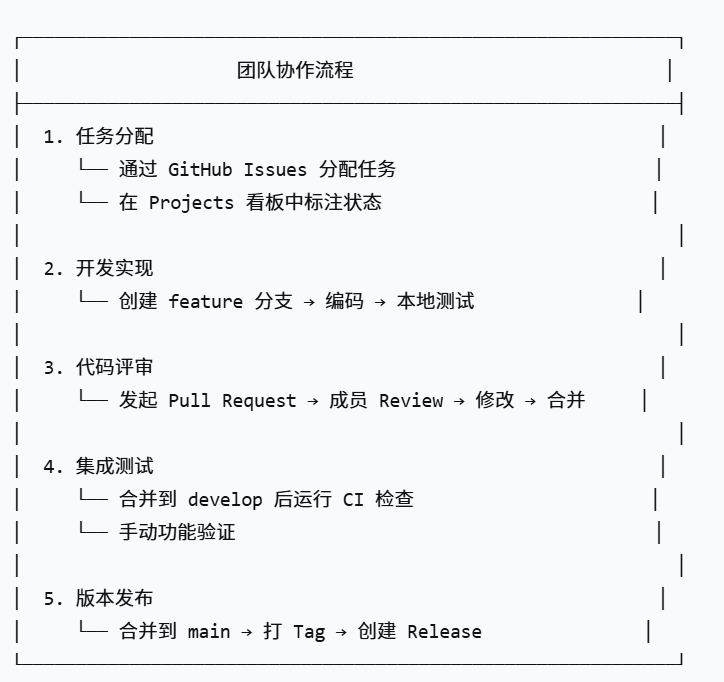 团队协作流程
1. 任务分配
└── 通过 GitHub Issues 分配任务
└── 在 Projects 看板中标注状态
2. 开发实现
└── 创建 feature 分支 → 编码 → 本地测试
3. 代码评审
└── 发起 Pull Request → 成员 Review → 修改 → 合并
4. 集成测试
└── 合并到 develop 后运行 CI 检查
└── 手动功能验证
5. 版本发布
└── 合并到 main → 打 Tag → 创建 Release